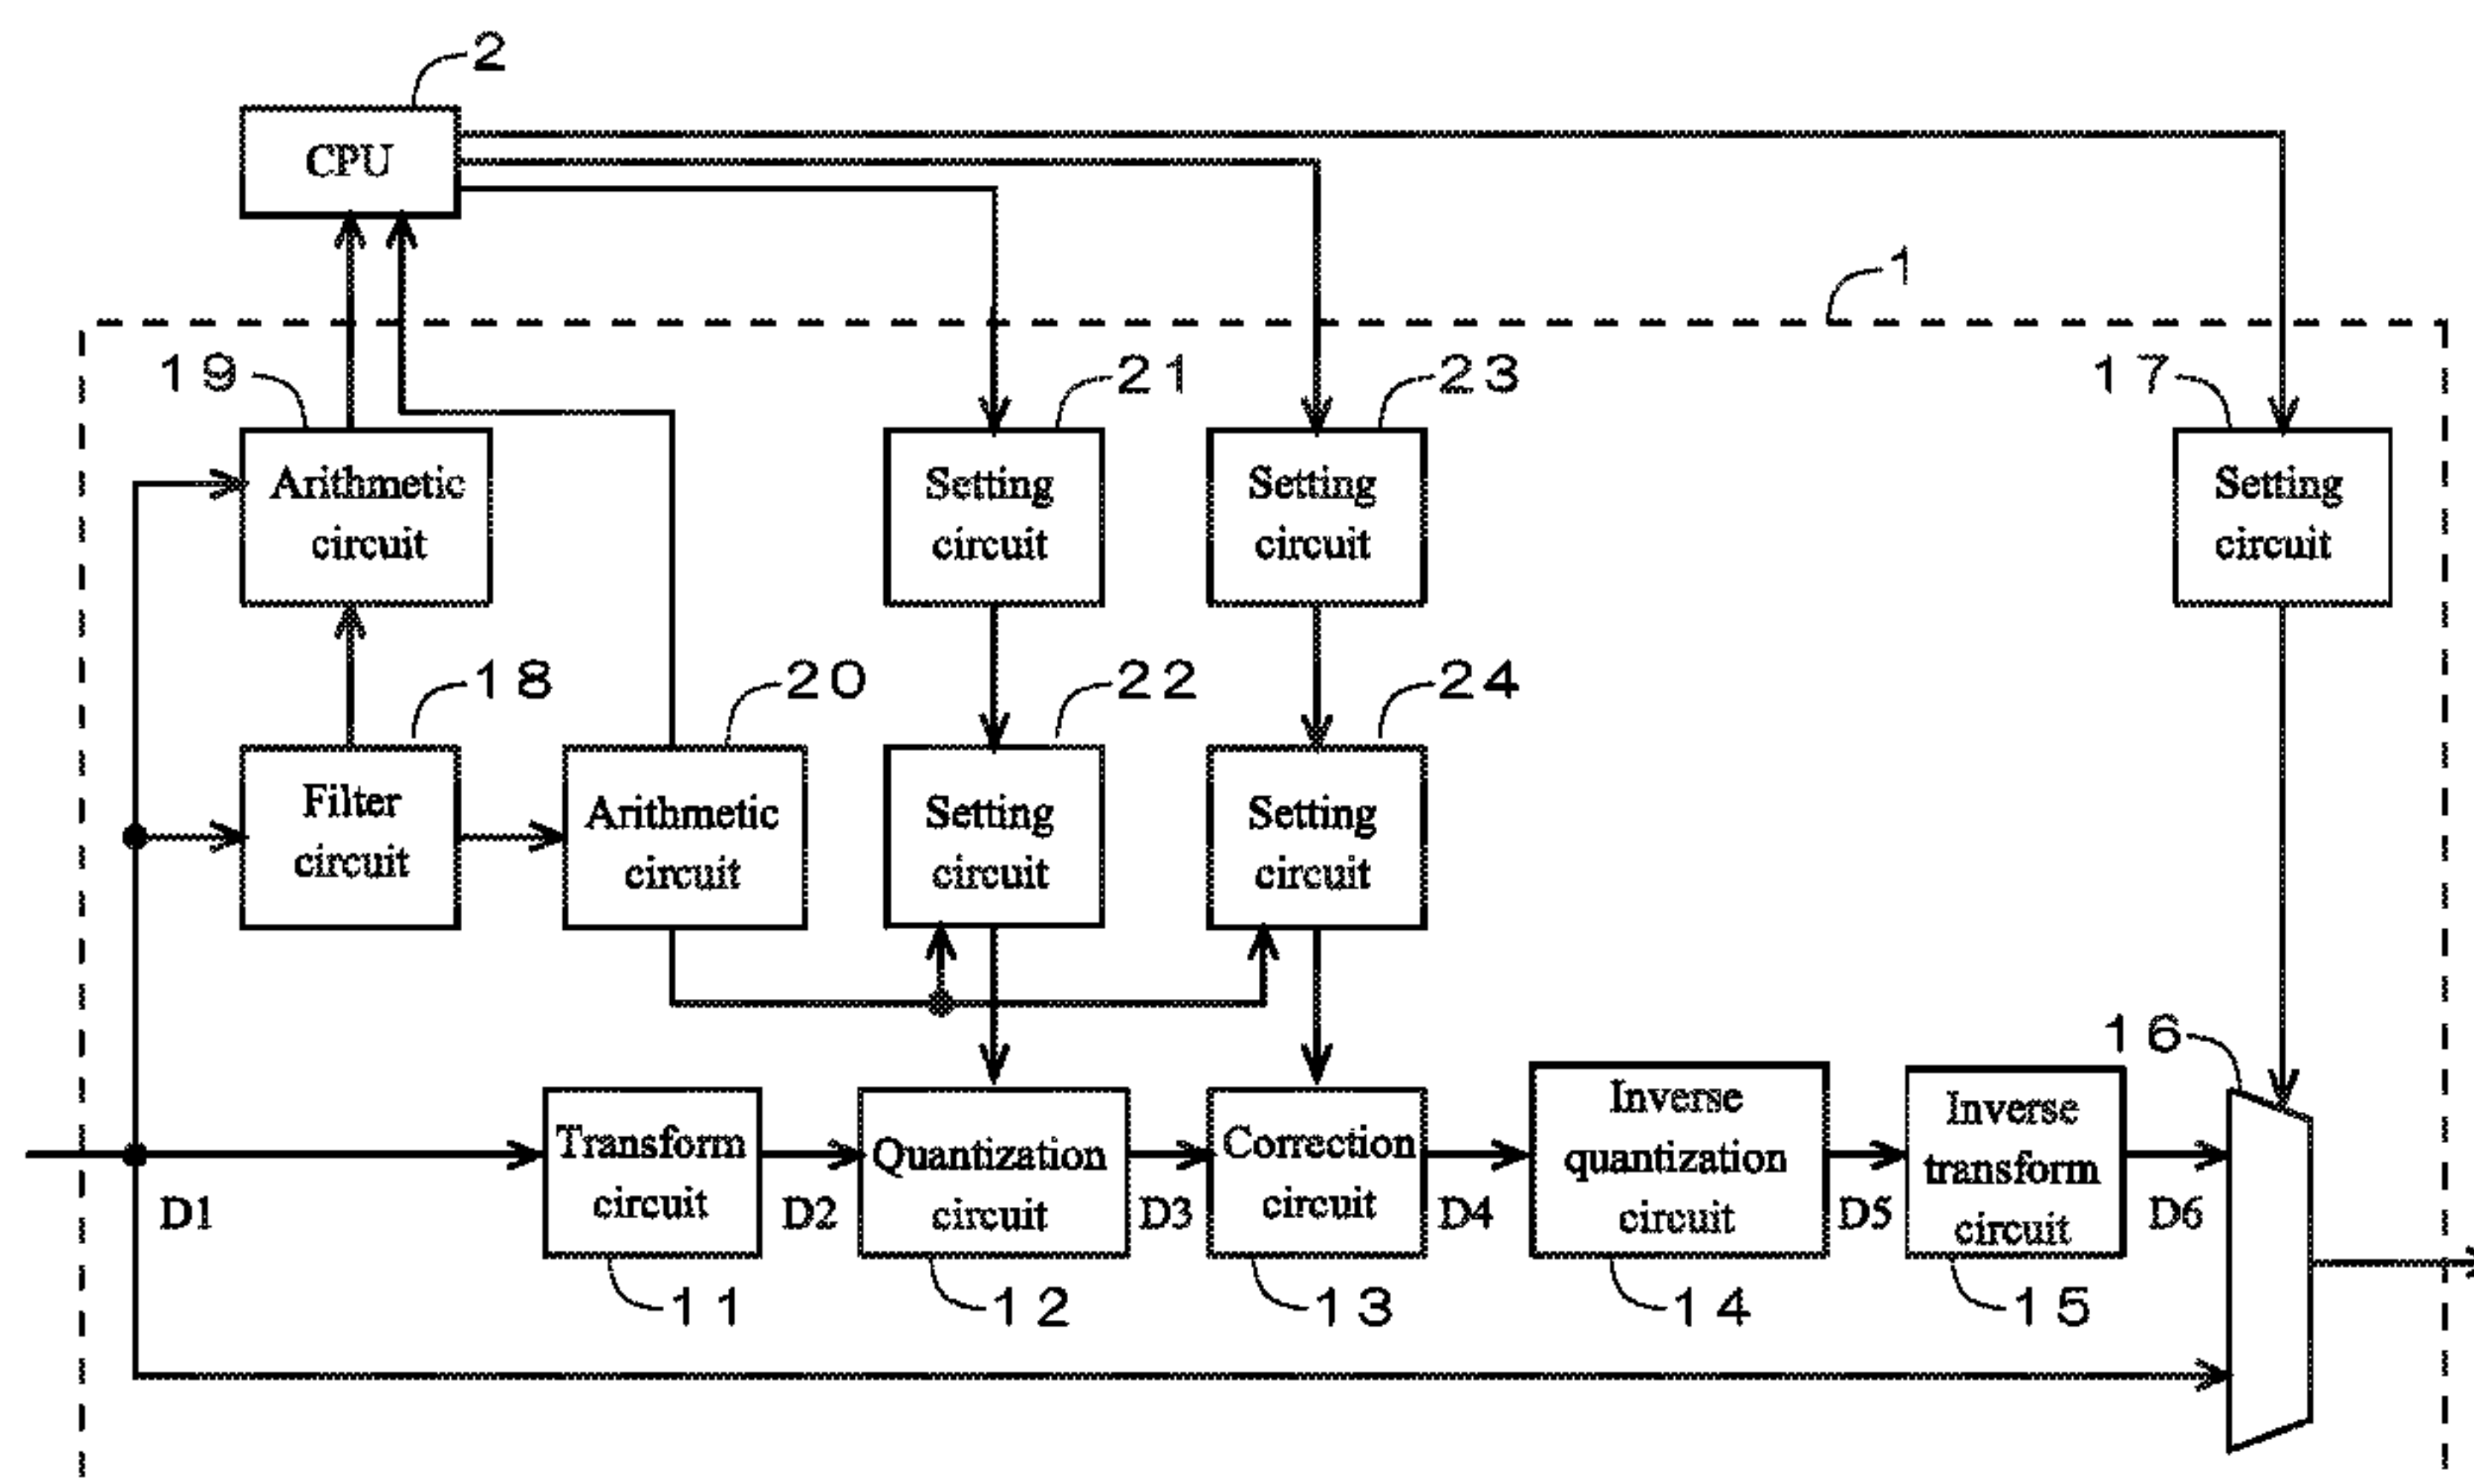 2
CPU
1
19
21
23
17
Arithmetic
circuit
Setting
circuit
Setting
circuit
Setting
circuit
18
20
22
24
Filter
circuit
Arithmetic
circuit
Setting
circuit
Setting
circuit
16
Transform
circuit
Quantization
circuit
Correction
circuit
Inverse
quantization
circuit
Inverse
transform
circuit
D1
D2
D3
D4
D5
D6
11
12
13
14
15